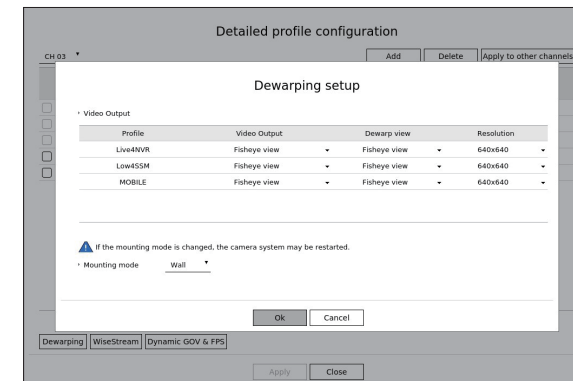 Detailed profile configuration
CH 03
Add Delete Apply to other channels
Dewarping setup
Video Output
Profile Video Output Dewarp view Resolution
Live4NVR Fisheye view Fisheye view 640x640
Low4SSM Fisheye view Fisheye view 640x640
MOBILE Fisheye view Fisheye view 640x640
If the mounting mode is changed, the camera system may be restarted.
Mounting mode Wall
Ok Cancel
Dewarping WiseStream Dynamic GOV & FPS
Apply Close